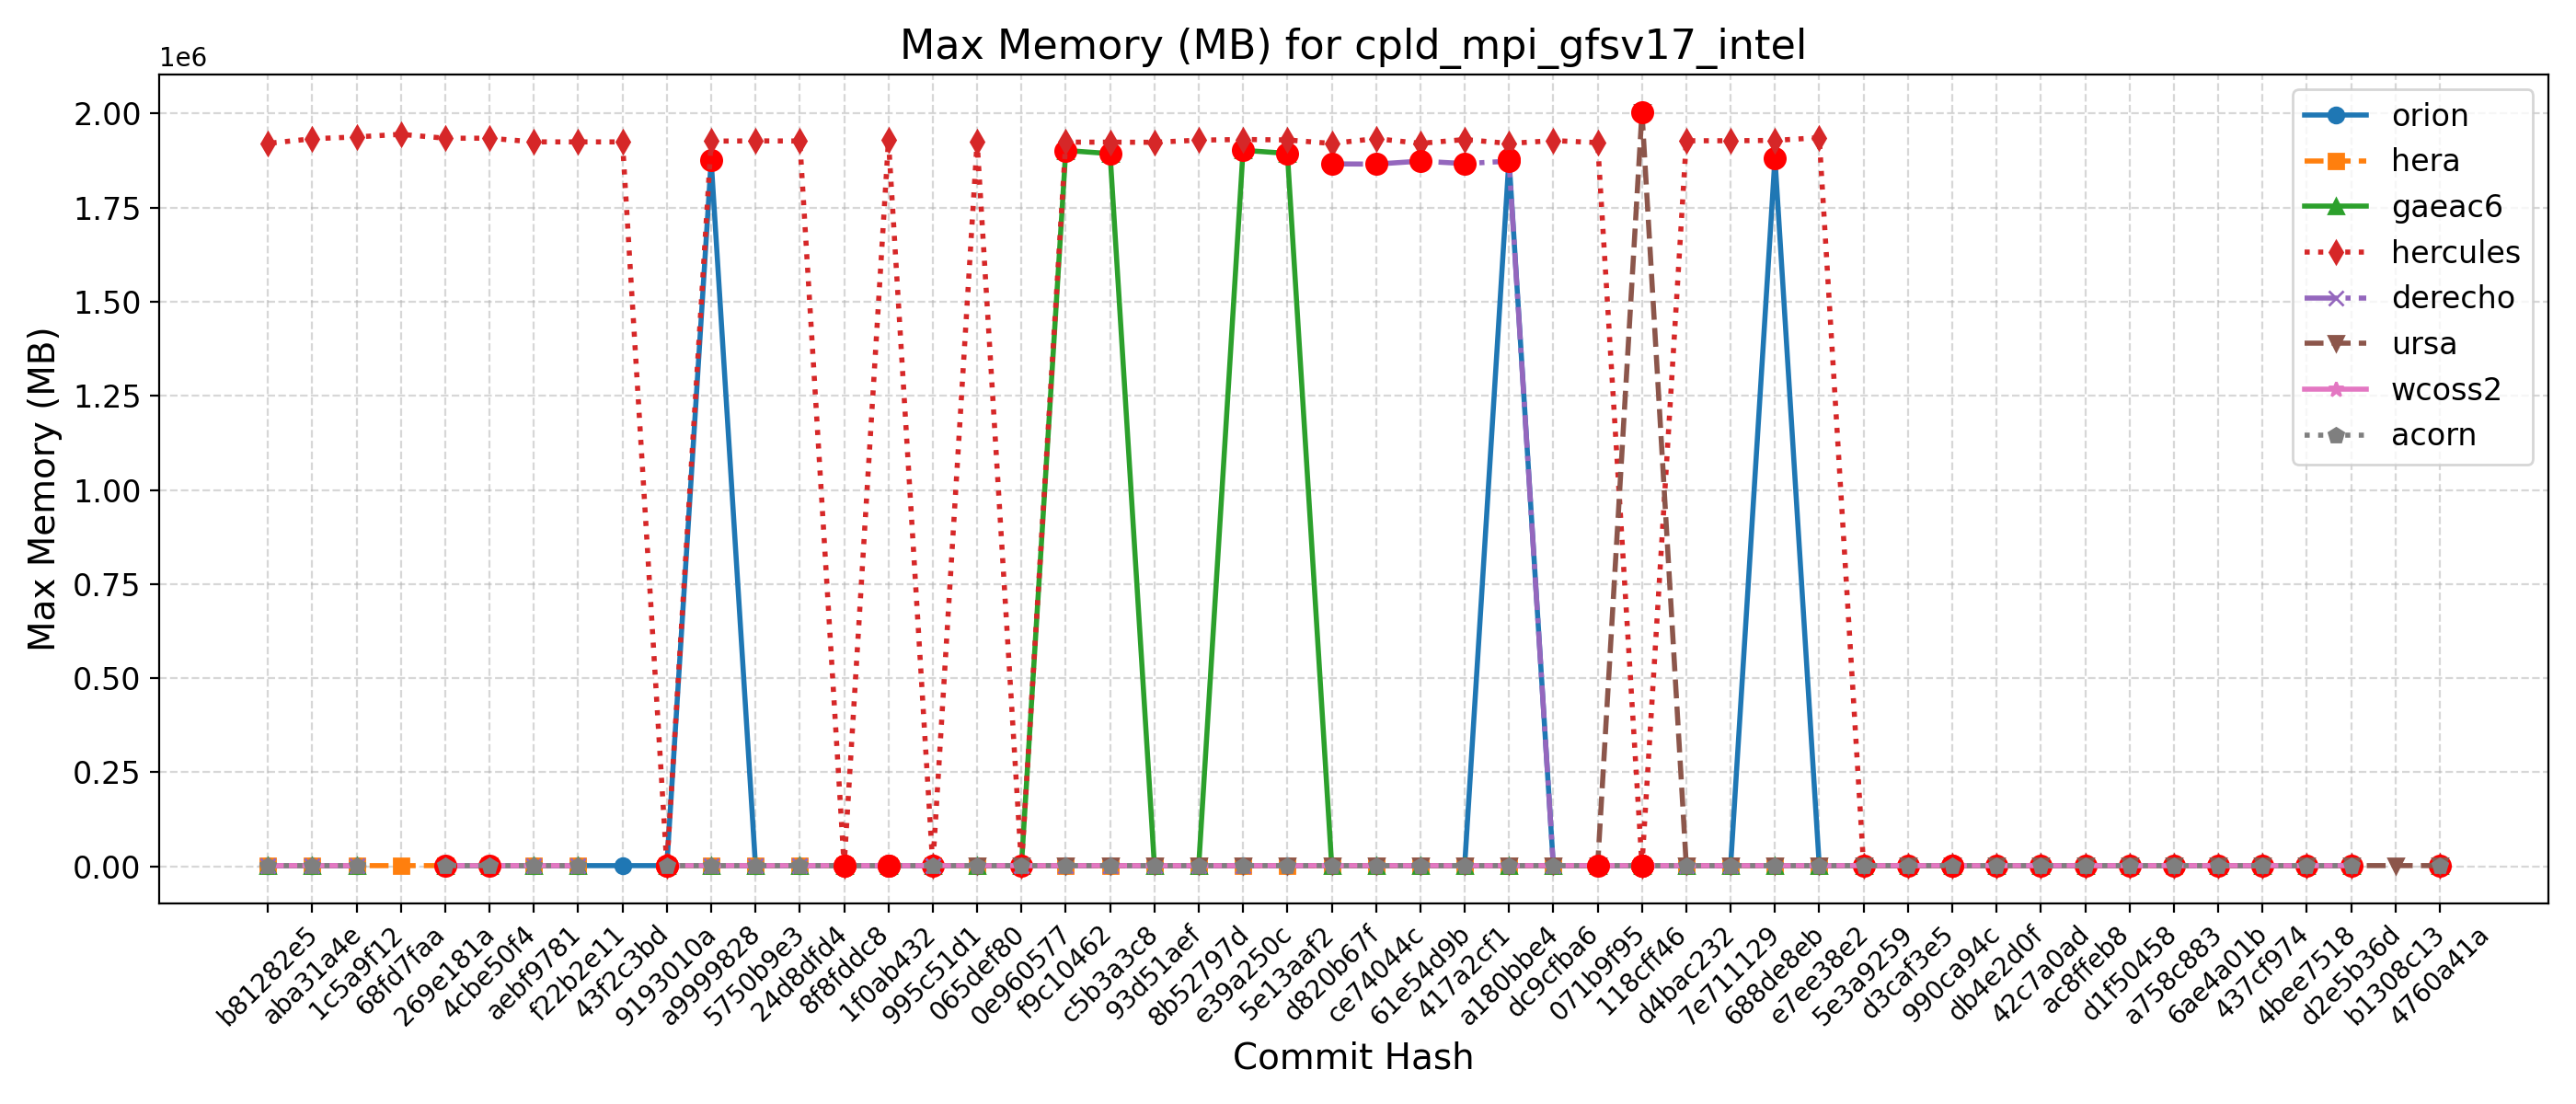 Max Memory (MB) for cpld_mpi_gfsv17_intel
1e6
2.00
1.75
1.50
1.25
1.00
0.75
0.50
0.25
0.00
Max Memory (MB)
orion
hera
gaeac6
hercules
derecho
ursa
wcoss2
acorn
b81282e5
aba31a4e
1c5a9f12
68fd7faa
269e181a
4cbe50f4
aebf9781
f22b2e11
43f2c3bd
9193010a
a9999828
5750b9e3
24d8dfd4
8f8fddc8
1f0ab432
995c51d1
065def80
0e960577
f9c10462
c5b3a3c8
93d51aef
8b52797d
e39a250c
5e13aaf2
d820b67f
ce74044c
61e54d9b
417a2cf1
a180bbe4
dc9cfba6
071b9f95
118cff46
d4bac232
7e711129
688de8eb
e7ee38e2
5e3a9259
d3caf3e5
990ca94c
db4e2d0f
42c7a0ad
ac8ffeb8
d1f50458
a758c883
6ae4a01b
437cf974
4bee7518
d2e5b36d
b1308c13
4760a41a
Commit Hash